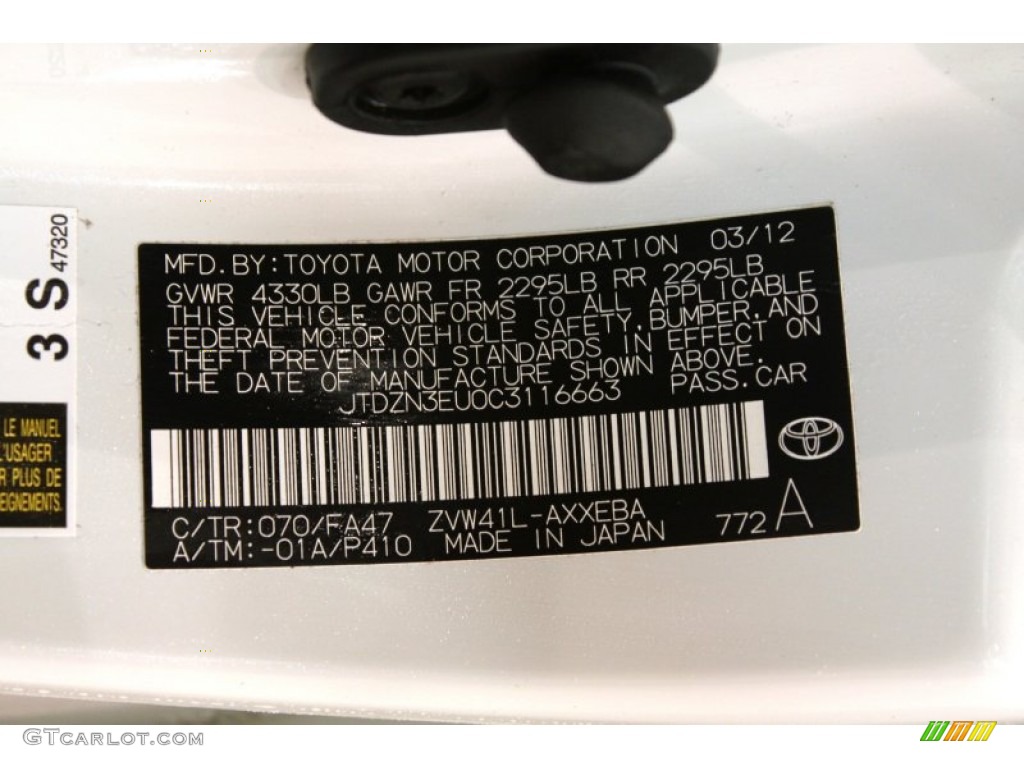 3 S 47320
LE MANUEL
L'USAGER
R PLUS DE
EIGNEMENTS.
MFD. BY: TOYOTA MOTOR CORPORATION 03/12
GVWR 4330LB GAWR FR 2295LB RR 2295LB
THIS VEHICLE CONFORMS TO ALL APPLICABLE
FEDERAL MOTOR VEHICLE SAFETY, BUMPER, AND
THEFT PREVENTION STANDARDS IN EFFECT ON
THE DATE OF MANUFACTURE SHOWN ABOVE.
JTDZN3EU0C3116663 PASS. CAR
C/TR: 070/FA47 ZVW41L-AXXEBA
A/TM: -01A/P410 MADE IN JAPAN 772 A
GTCARLOT.COM